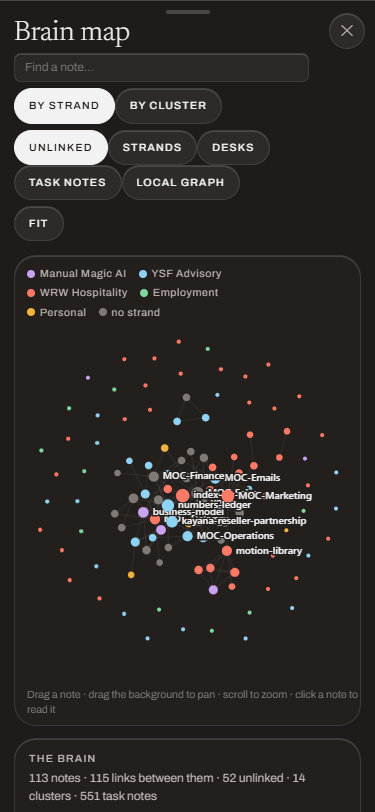 Brain map
Find a note...
BY STRAND BY CLUSTER
UNLINKED STRANDS DESKS
TASK NOTES LOCAL GRAPH
FIT
Manual Magic AI YSF Advisory
WRW Hospitality Employment
Personal no strand
MOC-Finance MOC-Emails
index MOC-Marketing
numbers-ledger
business-model
kayana-reseller-partnership
MOC-Operations
motion-library
Drag a note · drag the background to pan · scroll to zoom · click a note to
read it
THE BRAIN
113 notes · 115 links between them · 52 unlinked · 14
clusters · 551 task notes